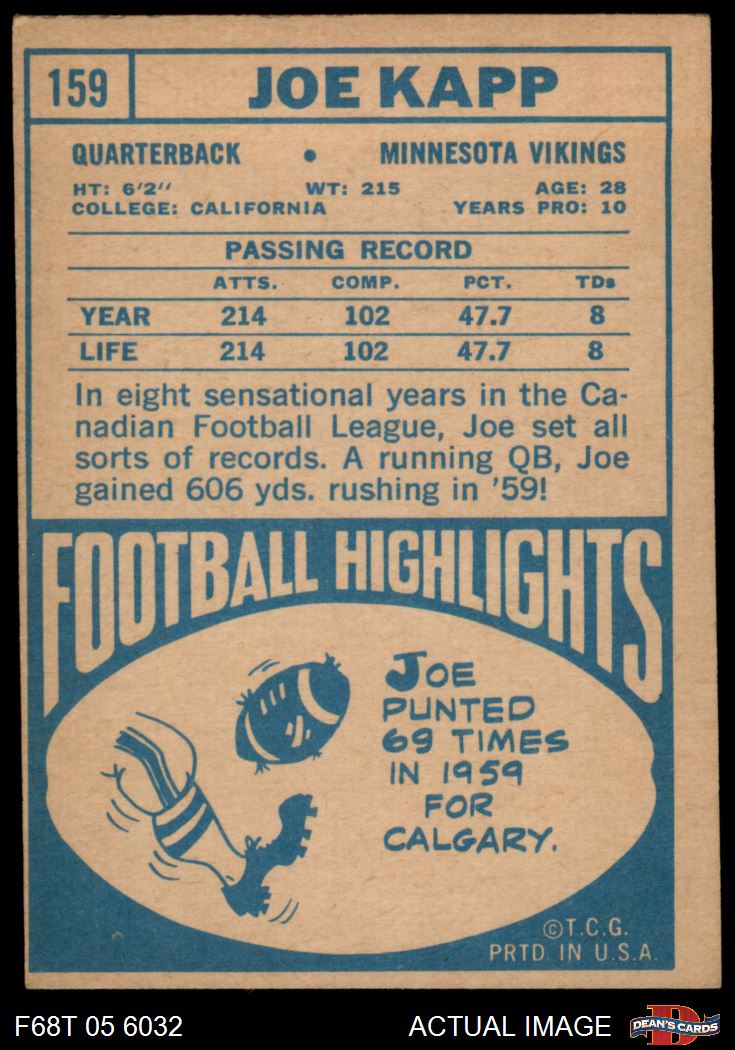 159 JOE KAPP
QUARTERBACK • MINNESOTA VIKINGS
HT: 6'2" WT: 215 AGE: 28
COLLEGE: CALIFORNIA YEARS PRO: 10
PASSING RECORD
ATTS. COMP. PCT. TDs
YEAR 214 102 47.7 8
LIFE 214 102 47.7 8
In eight sensational years in the Ca-
nadian Football League, Joe set all
sorts of records. A running QB, Joe
gained 606 yds. rushing in '59!
FOOTBALL HIGHLIGHTS
JOE
PUNTED
69 TIMES
IN 1959
FOR
CALGARY.
©T.C.G.
PRTD. IN U.S.A.
F68T 05 6032 ACTUAL IMAGE D DEAN'S CARDS